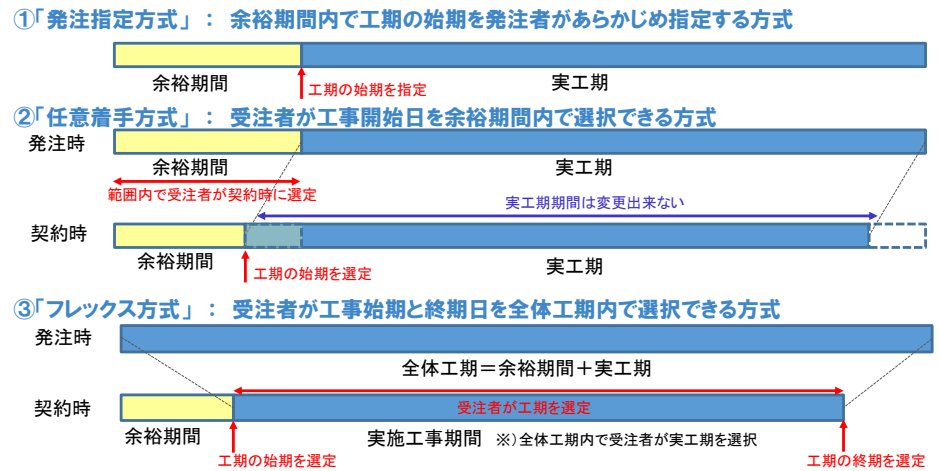 ①「発注指定方式」： 余裕期間内で工期の始期を発注者があらかじめ指定する方式
余裕期間
工期の始期を指定
実工期
②「任意着手方式」： 受注者が工事開始日を余裕期間内で選択できる方式
発注時
余裕期間
実工期
範囲内で受注者が契約時に選定
実工期期間は変更出来ない
契約時
余裕期間
工期の始期を選定
実工期
③「フレックス方式」： 受注者が工事始期と終期日を全体工期内で選択できる方式
発注時
全体工期＝余裕期間＋実工期
契約時
受注者が工期を選定
余裕期間
実施工事期間 ※）全体工期内で受注者が実工期を選択
工期の始期を選定
工期の終期を選定